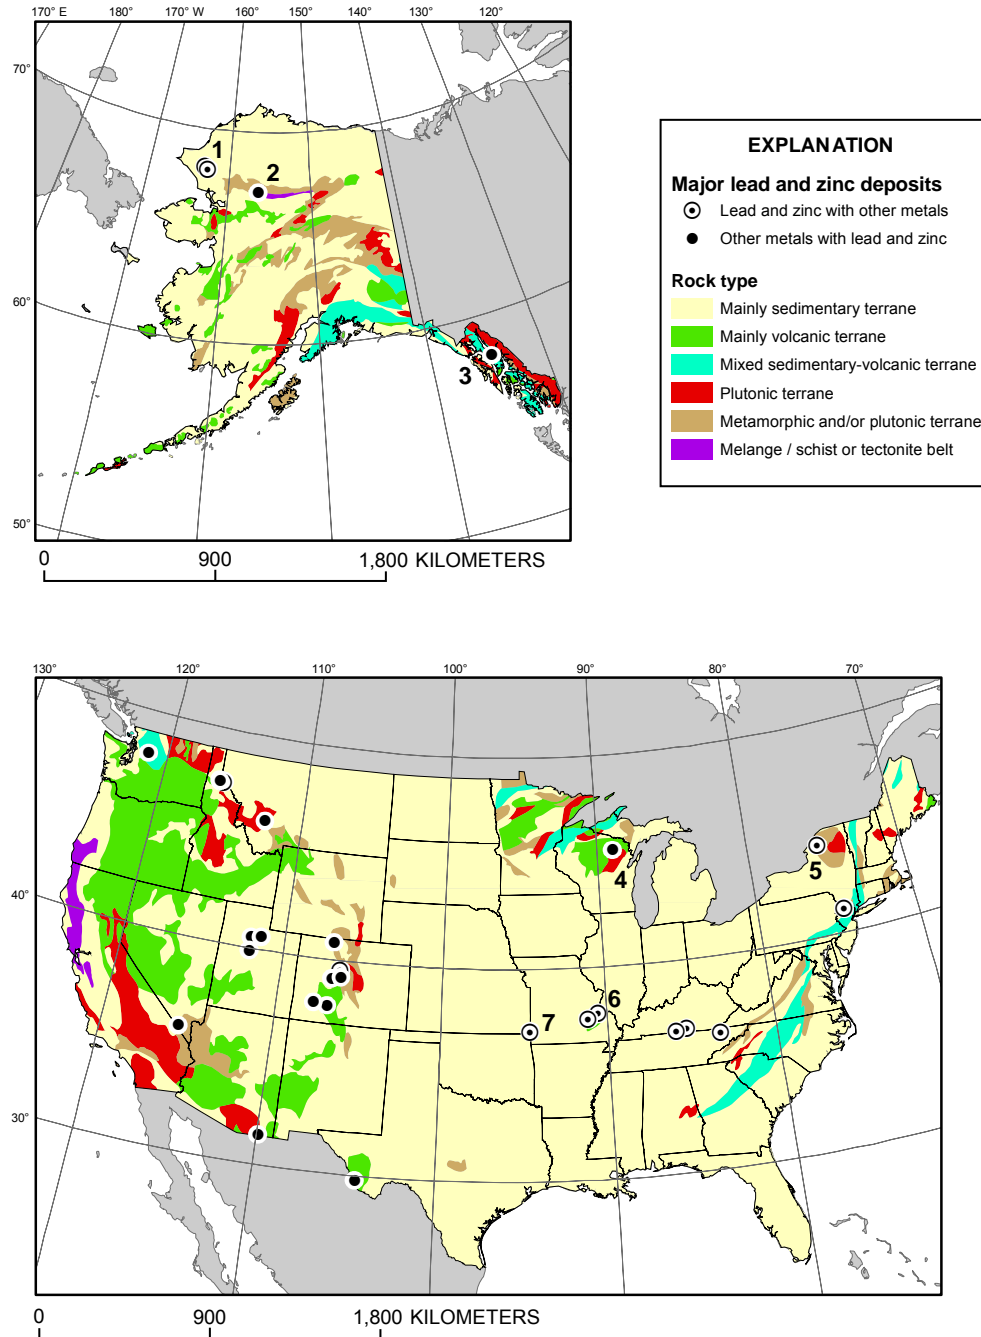 170° E 180° 170° W 160° 150° 140° 130° 120°
70°
60°
50°
1
2
3
0 900 1,800 KILOMETERS
EXPLANATION
Major lead and zinc deposits
Lead and zinc with other metals
Other metals with lead and zinc
Rock type
Mainly sedimentary terrane
Mainly volcanic terrane
Mixed sedimentary-volcanic terrane
Plutonic terrane
Metamorphic and/or plutonic terrane
Melange / schist or tectonite belt
130° 120° 110° 100° 90° 80° 70°
40°
30°
4
5
6
7
0 900 1,800 KILOMETERS